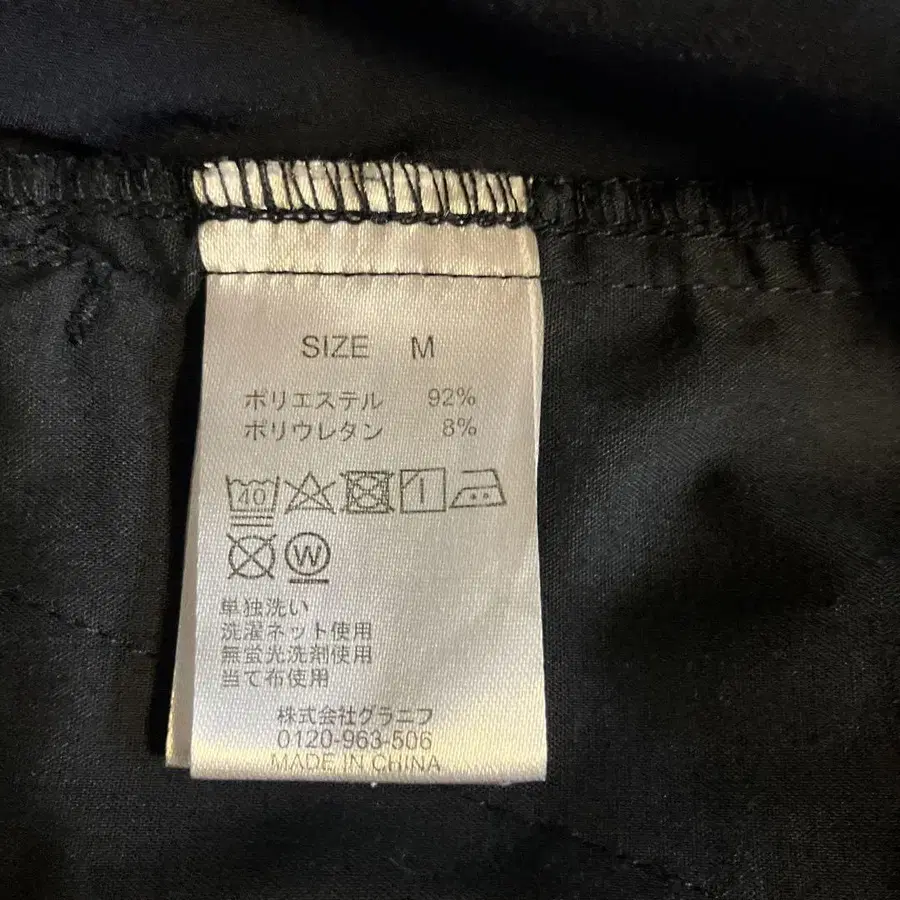 SIZE M
ポリエステル 92%
ポリウレタン 8%
40
W
単独洗い
洗濯ネット使用
無蛍光洗剤使用
当て布使用
株式会社グラニフ
0120-963-506
MADE IN CHINA